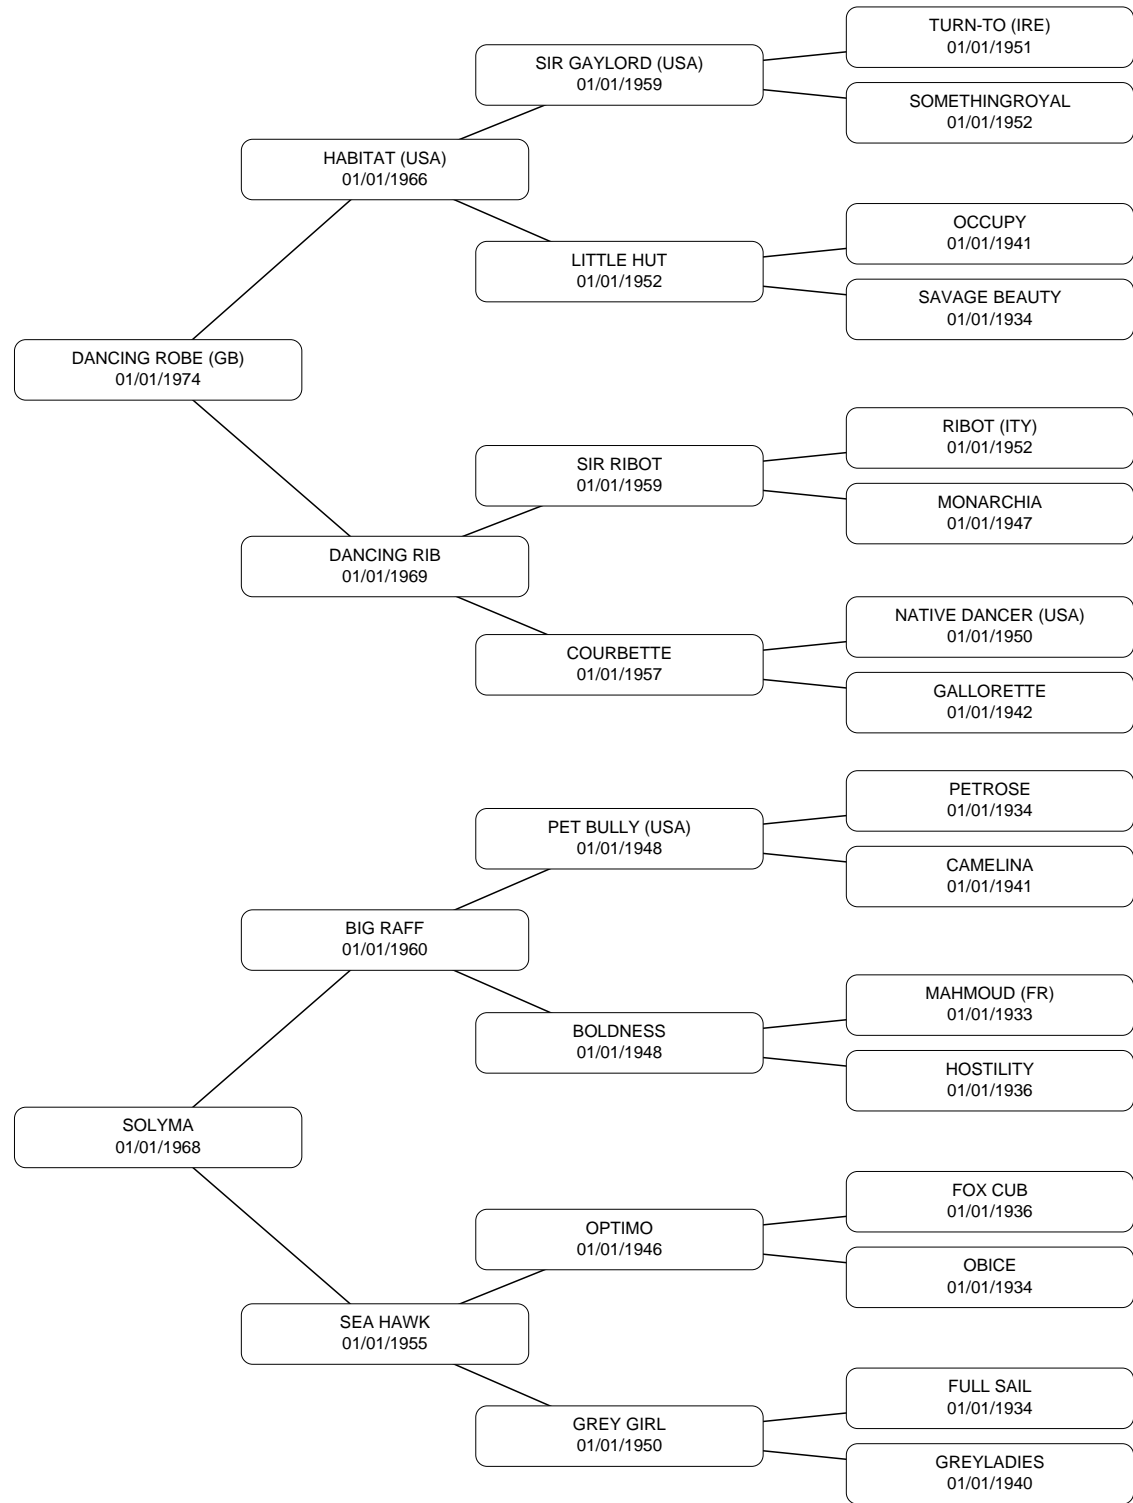 TURN-TO (IRE)
01/01/1951
SIR GAYLORD (USA)
01/01/1959
SOMETHINGROYAL
01/01/1952
HABITAT (USA)
01/01/1966
OCCUPY
01/01/1941
LITTLE HUT
01/01/1952
SAVAGE BEAUTY
01/01/1934
DANCING ROBE (GB)
01/01/1974
RIBOT (ITY)
01/01/1952
SIR RIBOT
01/01/1959
MONARCHIA
01/01/1947
DANCING RIB
01/01/1969
NATIVE DANCER (USA)
01/01/1950
COURBETTE
01/01/1957
GALLORETTE
01/01/1942
PETROSE
01/01/1934
PET BULLY (USA)
01/01/1948
CAMELINA
01/01/1941
BIG RAFF
01/01/1960
MAHMOUD (FR)
01/01/1933
BOLDNESS
01/01/1948
HOSTILITY
01/01/1936
SOLYMA
01/01/1968
FOX CUB
01/01/1936
OPTIMO
01/01/1946
OBICE
01/01/1934
SEA HAWK
01/01/1955
FULL SAIL
01/01/1934
GREY GIRL
01/01/1950
GREYLADIES
01/01/1940